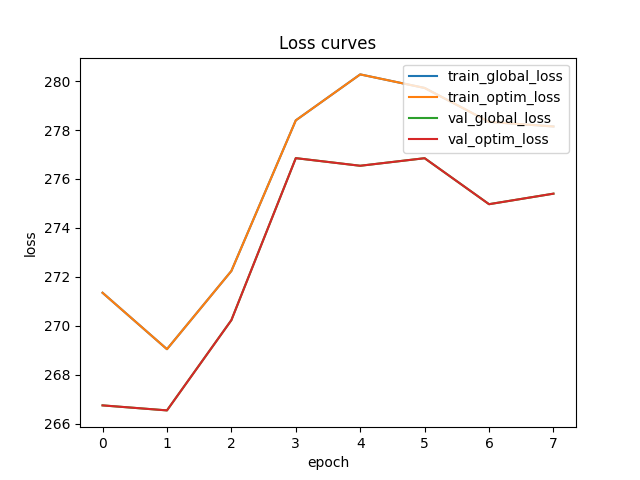 Loss curves
train_global_loss
train_optim_loss
val_global_loss
val_optim_loss
280
278
276
274
272
270
268
266
loss
0 1 2 3 4 5 6 7
epoch